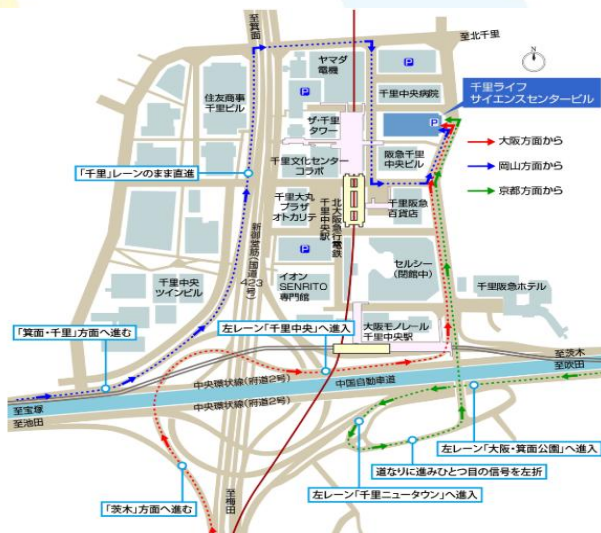 至箕面
至北千里
N
ヤマダ
電機
P
P
千里中央病院
千里ライフ
サイエンスセンタービル
住友商事
千里ビル
P
ザ・千里
タワー
P
大阪方面から
千里文化センター
コラボ
阪急千里
中央ビル
岡山方面から
「千里」レーンのまま直進
京都方面から
千里大丸
プラザ
オトカリテ
北大阪急行電鉄
千里中央駅
千里阪急
百貨店
新御堂筋(国道423号)
P
セルシー
(閉館中)
千里中央
ツインビル
イオン
SENRITO
専門館
千里阪急ホテル
「箕面・千里」方面へ進む
左レーン「千里中央」へ進入
大阪モノレール
千里中央駅
至茨木
至吹田
中央環状線(府道2号)
中国自動車道
至宝塚
至池田
中央環状線(府道2号)
左レーン「大阪・箕面公園」へ進入
道なりに進みひとつ目の信号を左折
左レーン「千里ニュータウン」へ進入
至梅田
「茨木」方面へ進む